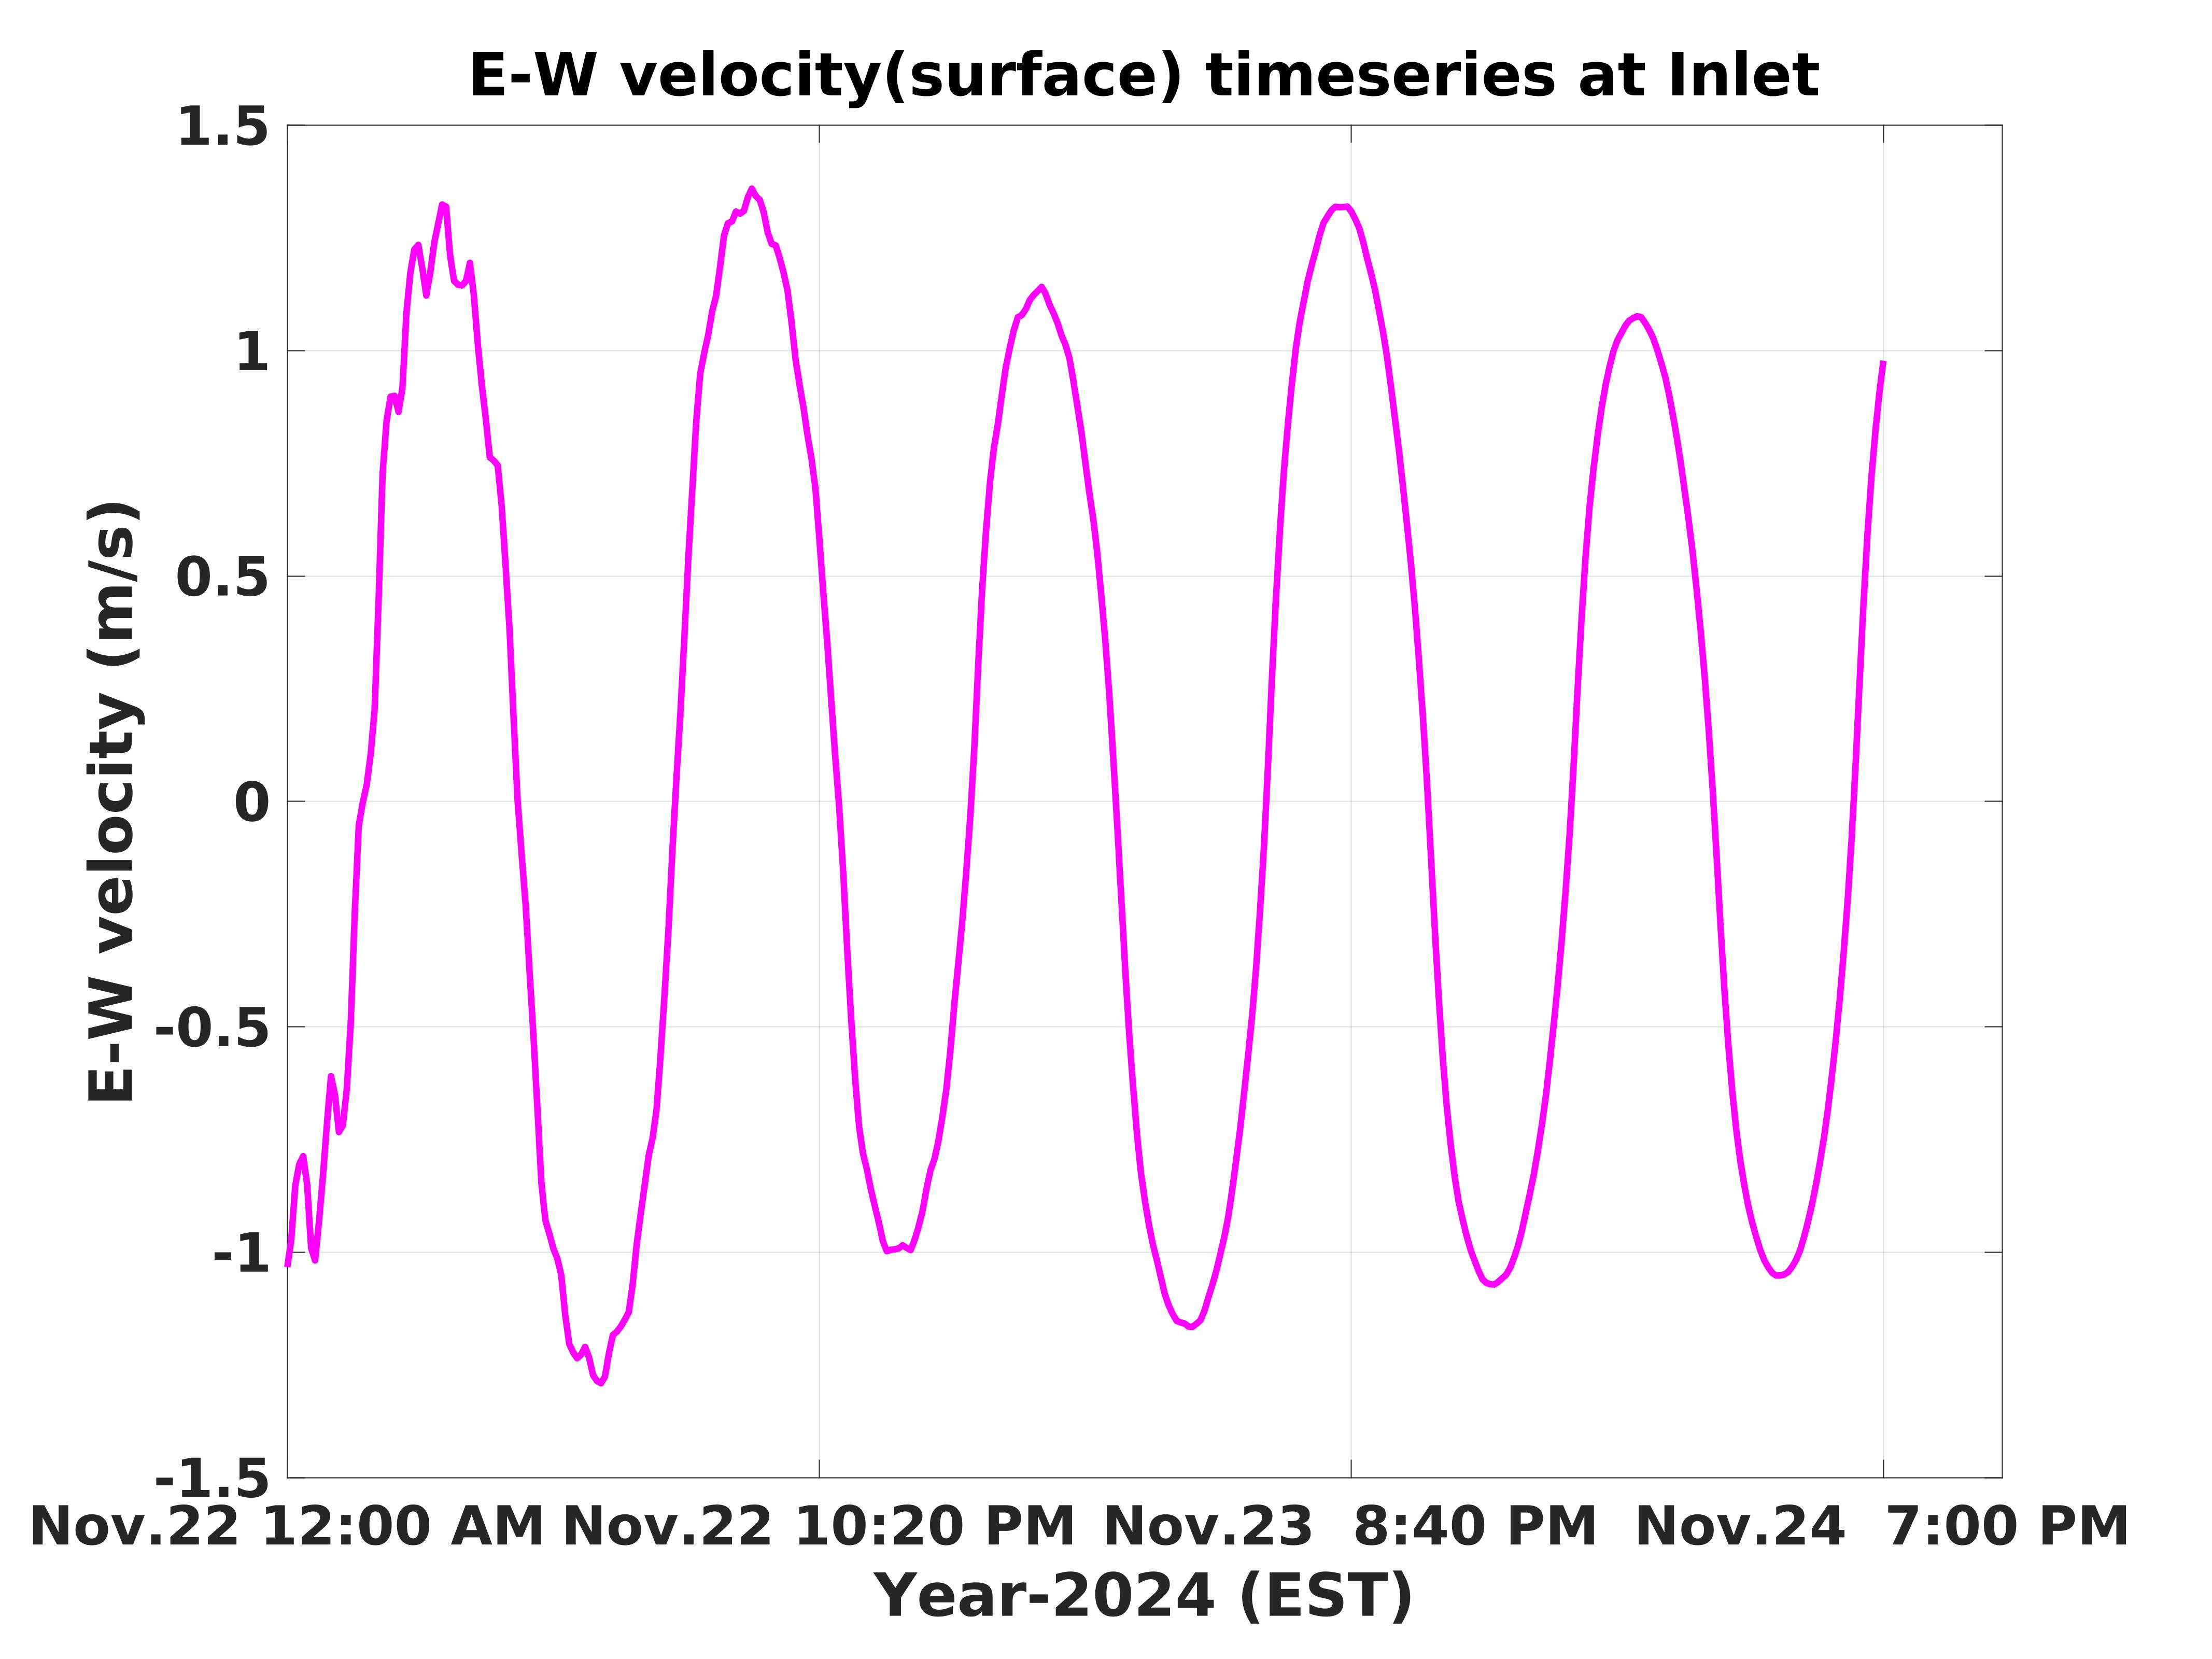 E-W velocity(surface) timeseries at Inlet
1.5
1
0.5
0
-0.5
-1
-1.5
E-W velocity (m/s)
Nov.22 12:00 AM Nov.22 10:20 PM Nov.23 8:40 PM Nov.24 7:00 PM
Year-2024 (EST)